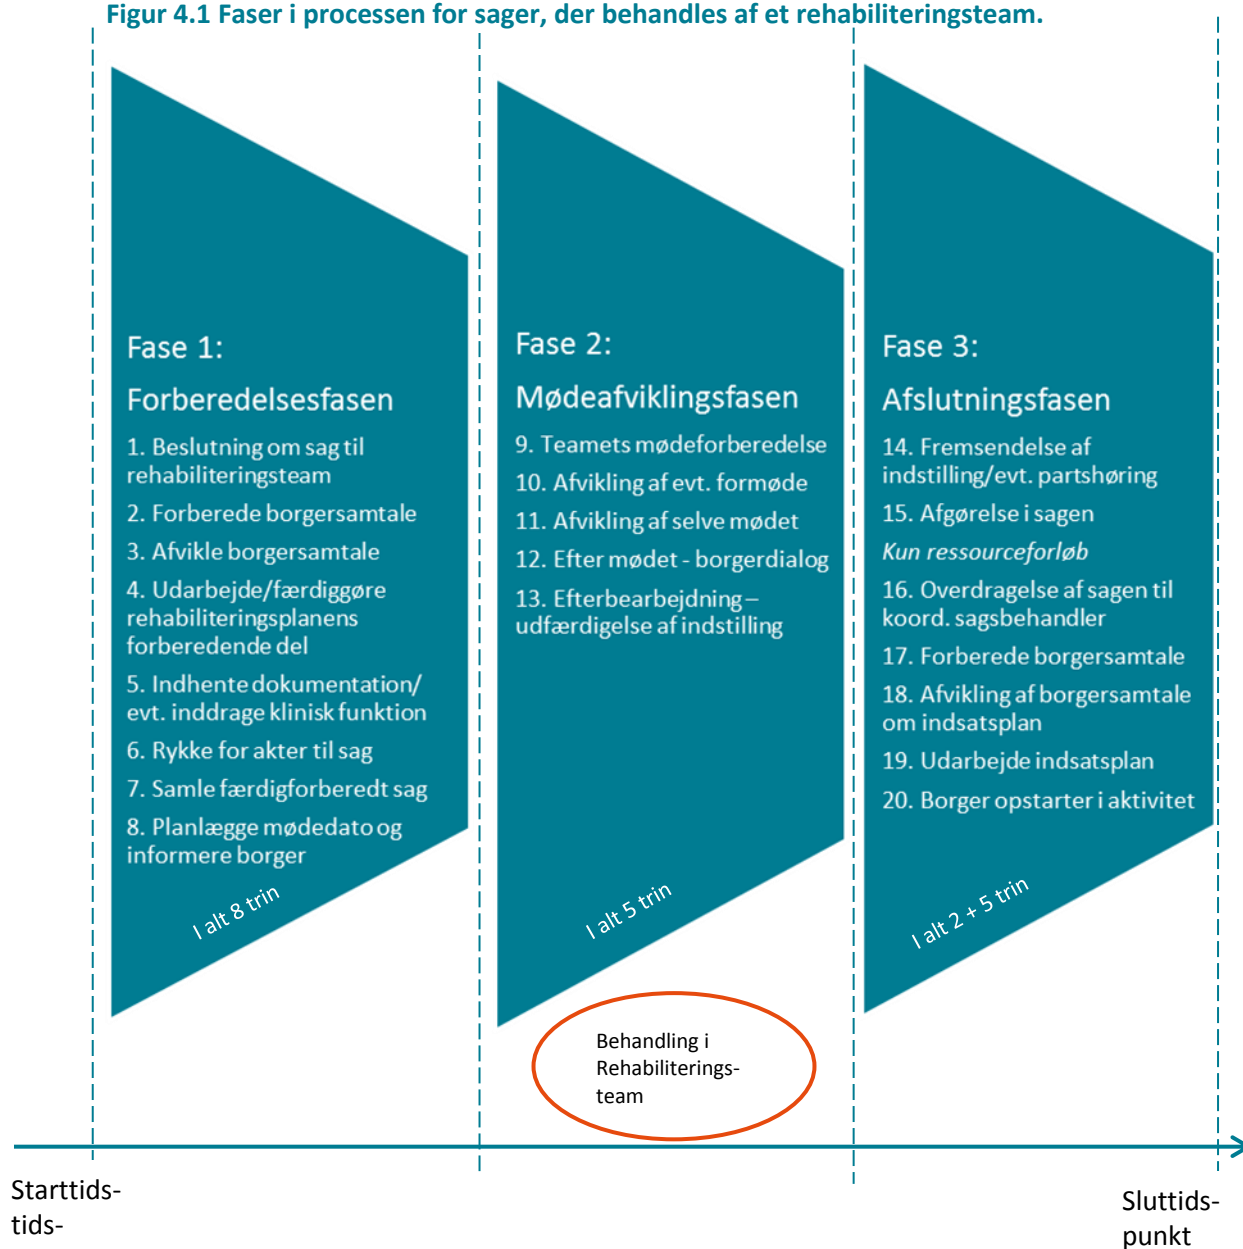 Figur 4.1 Faser i processen for sager, der behandles af et rehabiliteringsteam.
Fase 1:
Forberedelsesfasen
1. Beslutning om sag til
rehabiliteringsteam
2. Forberede borgersamtale
3. Afvikle borgersamtale
4. Udarbejde/færdiggøre
rehabiliteringsplanens
forberedende del
5. Indhente dokumentation/
evt. inddrage klinisk funktion
6. Rykke for akter til sag
7. Samle færdigforberedt sag
8. Planlægge mødedato og
informere borger
I alt 8 trin
Fase 2:
Mødeafviklingsfasen
9. Teamets mødeforberedelse
10. Afvikling af evt. formøde
11. Afvikling af selve mødet
12. Efter mødet - borgerdialog
13. Efterbearbejdning –
udfærdigelse af indstilling
I alt 5 trin
Fase 3:
Afslutningsfasen
14. Fremsendelse af
indstilling/evt. partshøring
15. Afgørelse i sagen
Kun ressourceforløb
16. Overdragelse af sagen til
koord. sagsbehandler
17. Forberede borgersamtale
18. Afvikling af borgersamtale
om indsatsplan
19. Udarbejde indsatsplan
20. Borger opstarter i aktivitet
I alt 2 + 5 trin
Behandling i
Rehabiliterings-
team
Starttids-
tids-
Sluttids-
punkt